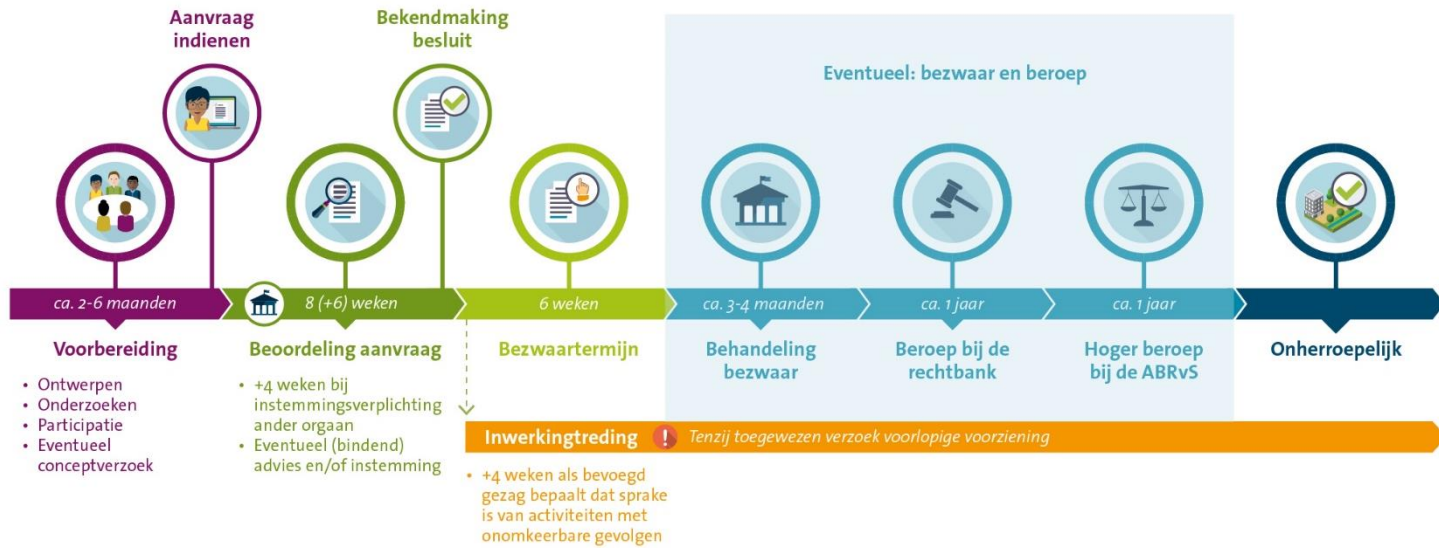 Aanvraag
indienen
Bekendmaking
besluit
Eventueel: bezwaar en beroep
ca. 2-6 maanden
8 (+6) weken
6 weken
ca. 3-4 maanden
ca. 1 jaar
ca. 1 jaar
Voorbereiding
• Ontwerpen
• Onderzoeken
• Participatie
• Eventueel
conceptverzoek
Beoordeling aanvraag
• +4 weken bij
instemmingsverplichting
ander orgaan
• Eventueel (bindend)
advies en/of instemming
Bezwaartermijn
Behandeling
bezwaar
Beroep bij de
rechtbank
Hoger beroep
bij de ABRvS
Onherroepelijk
Inwerkingtreding ! Tenzij toegewezen verzoek voorlopige voorziening
• +4 weken als bevoegd
gezag bepaalt dat sprake
is van activiteiten met
onomkeerbare gevolgen